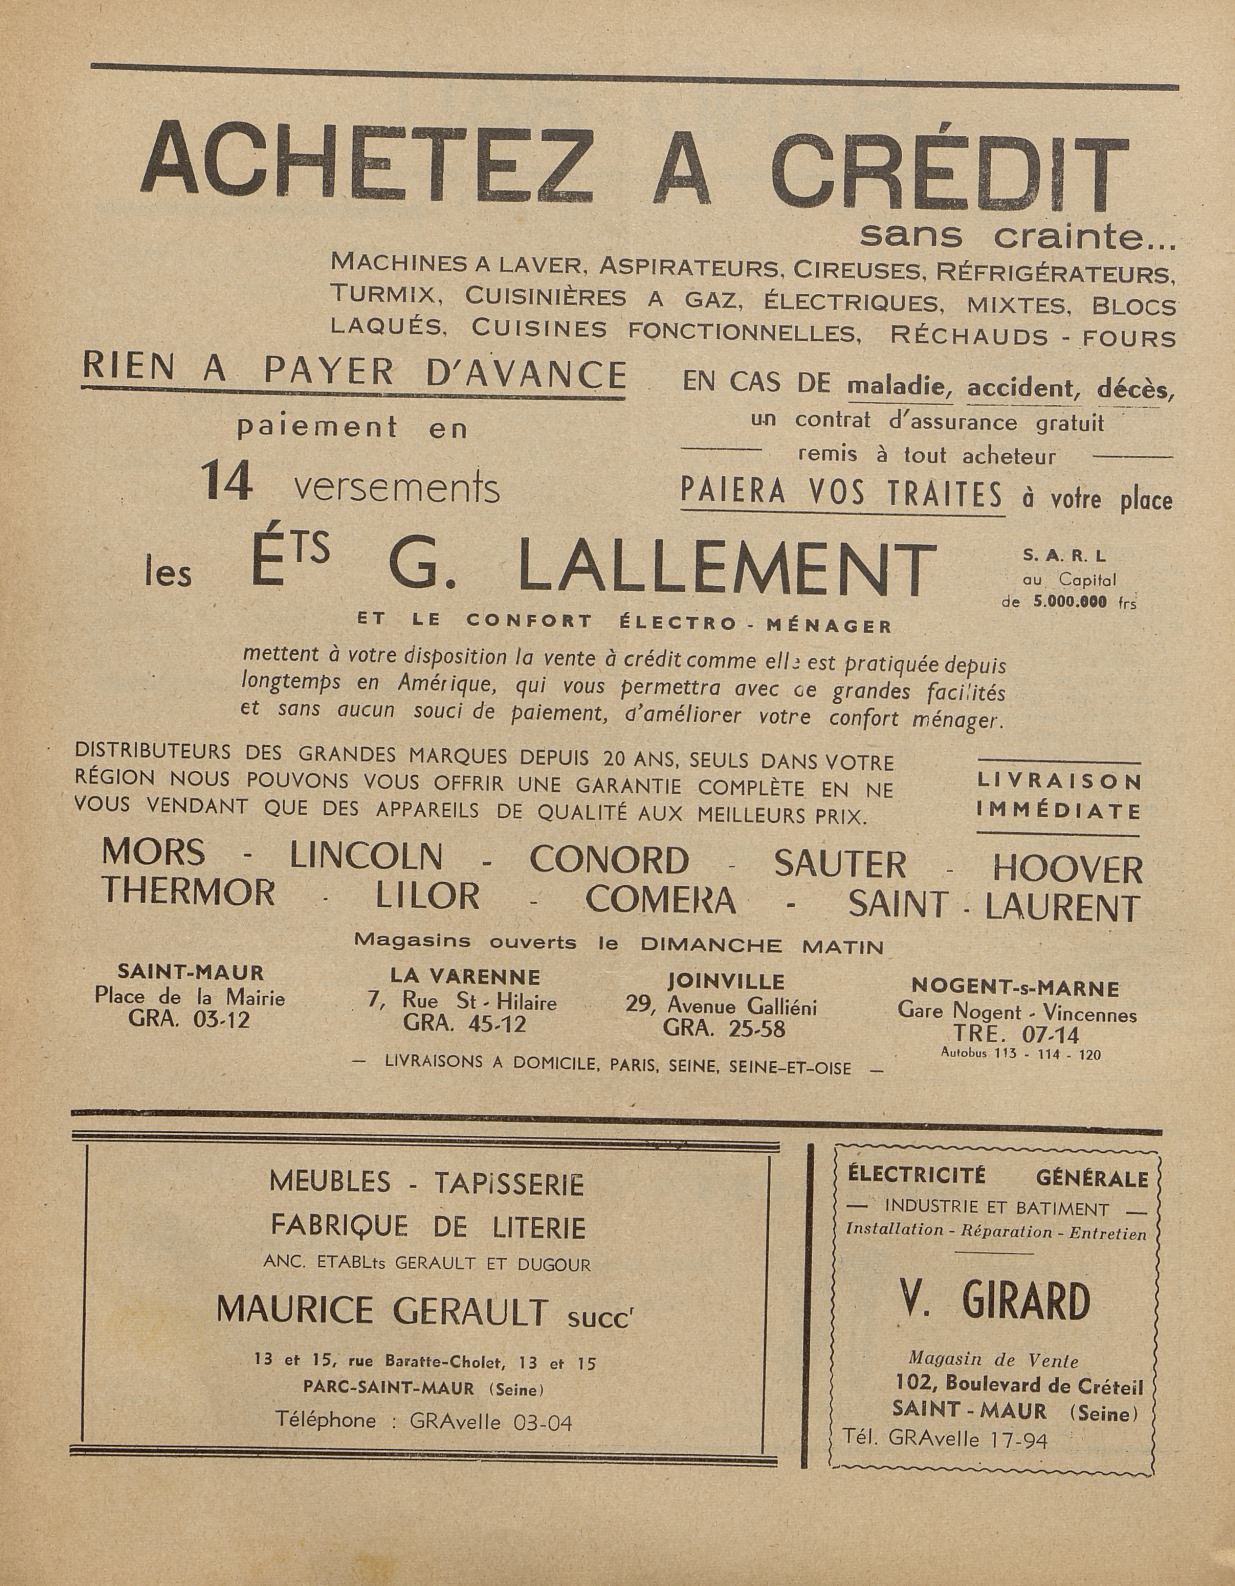 ACHETEZ A CRÉDIT
sans crainte...
MACHINES A LAVER, ASPIRATEURS, CIREUSES, RÉFRIGÉRATEURS,
TURMIX, CUISINIÈRES A GAZ, ÉLECTRIQUES, MIXTES, BLOCS
LAQUÉS, CUISINES FONCTIONNELLES, RÉCHAUDS - FOURS
RIEN A PAYER D'AVANCE
paiement en
14 versements
EN CAS DE maladie, accident, décès,
un contrat d'assurance gratuit
remis à tout acheteur
PAIERA VOS TRAITES à votre place
les ÉTS G. LALLEMENT
S. A. R. L
au Capital
de 5.000.000 frs
ET LE CONFORT ÉLECTRO - MÉNAGER
mettent à votre disposition la vente à crédit comme elle est pratiquée depuis
longtemps en Amérique, qui vous permettra avec de grandes facilités
et sans aucun souci de paiement, d'améliorer votre confort ménager.
DISTRIBUTEURS DES GRANDES MARQUES DEPUIS 20 ANS, SEULS DANS VOTRE
RÉGION NOUS POUVONS VOUS OFFRIR UNE GARANTIE COMPLÈTE EN NE
VOUS VENDANT QUE DES APPAREILS DE QUALITÉ AUX MEILLEURS PRIX.
LIVRAISON
IMMÉDIATE
MORS - LINCOLN - CONORD - SAUTER - HOOVER
THERMOR - LILOR - COMERA - SAINT - LAURENT
Magasins ouverts le DIMANCHE MATIN
SAINT-MAUR
Place de la Mairie
GRA. 03-12
LA VARENNE
7, Rue St - Hilaire
GRA. 45-12
JOINVILLE
29, Avenue Galliéni
GRA. 25-58
NOGENT-s-MARNE
Gare Nogent - Vincennes
TRE. 07-14
Autobus 113 - 114 - 120
— LIVRAISONS A DOMICILE, PARIS, SEINE, SEINE-ET-OISE —
MEUBLES - TAPiSSERIE
FABRIQUE DE LITERIE
ANC. ETABLts GERAULT ET DUGOUR
MAURICE GERAULT succr
13 et 15, rue Baratte-Cholet, 13 et 15
PARC-SAINT-MAUR (Seine)
Téléphone : GRAvelle 03-04
ÉLECTRICITÉ GÉNÉRALE
— INDUSTRIE ET BATIMENT —
Installation - Réparation - Entretien
V. GIRARD
Magasin de Vente
102, Boulevard de Créteil
SAINT - MAUR (Seine)
Tél. GRAvelle 17-94